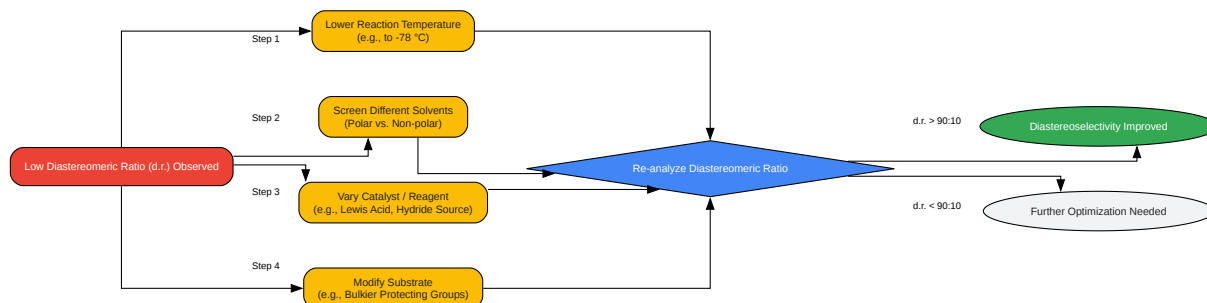 Low Diastereomeric Ratio (d.r.) Observed
Step 1
Lower Reaction Temperature
(e.g., to -78 °C)
Step 2
Screen Different Solvents
(Polar vs. Non-polar)
Step 3
Vary Catalyst / Reagent
(e.g., Lewis Acid, Hydride Source)
Step 4
Modify Substrate
(e.g., Bulkier Protecting Groups)
Re-analyze Diastereomeric Ratio
d.r. > 90:10
Diastereoselectivity Improved
d.r. < 90:10
Further Optimization Needed